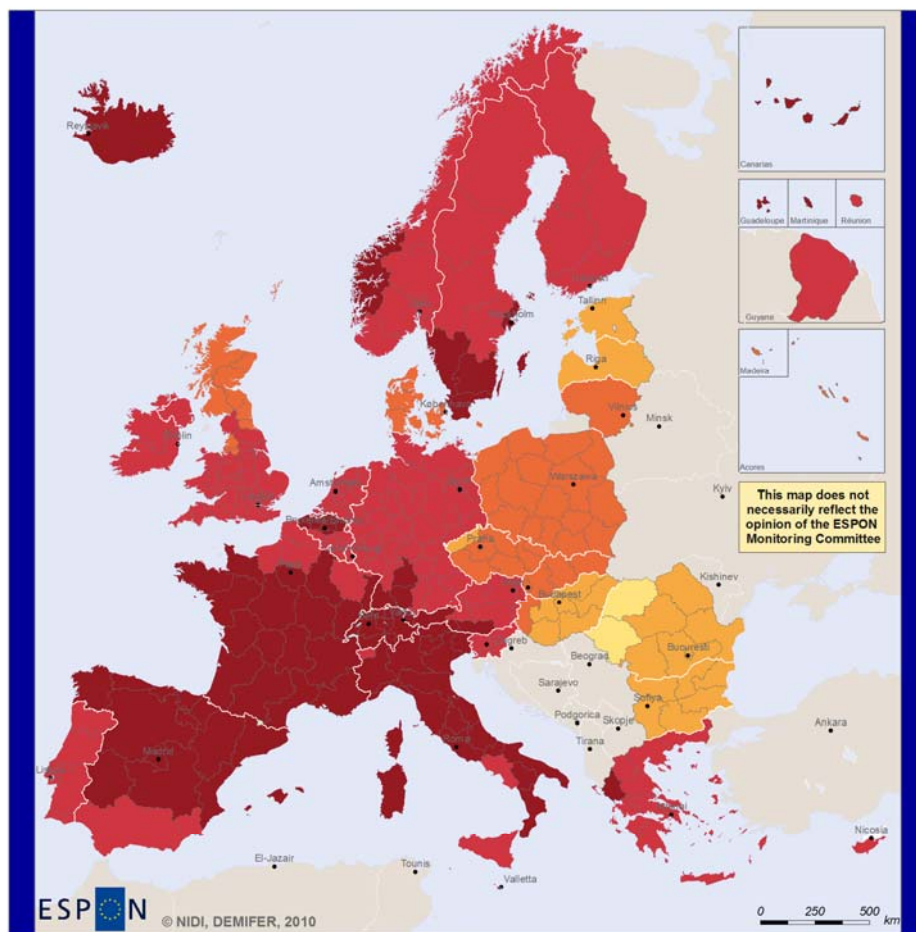 Reykjavik
Canarias
Guadeloupe
Martinique
Réunion
Guyane
Madeira
Acores
This map does not
necessarily reflect the
opinion of the ESPON
Monitoring Committee
Tallinn
Riga
Vilnius
Minsk
København
Dublin
Amsterdam
Warszawa
Kyiv
Praha
Kishinev
Budapest
Zagreb
Beograd
Bucuresti
Sarajevo
Sofiya
Podgorica
Skopje
Ankara
Tirana
Roma
Madrid
El-Jazair
Tounis
Valletta
Nicosia
ESPON
© NIDI, DEMIFER, 2010
0 250 500
km